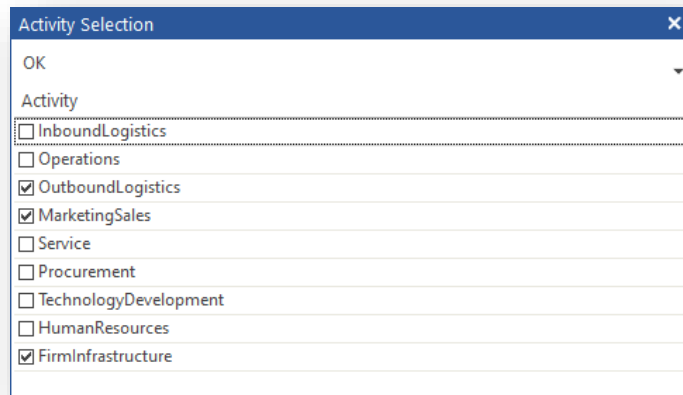 Activity Selection
OK
Activity
InboundLogistics
Operations
OutboundLogistics
MarketingSales
Service
Procurement
TechnologyDevelopment
HumanResources
FirmInfrastructure